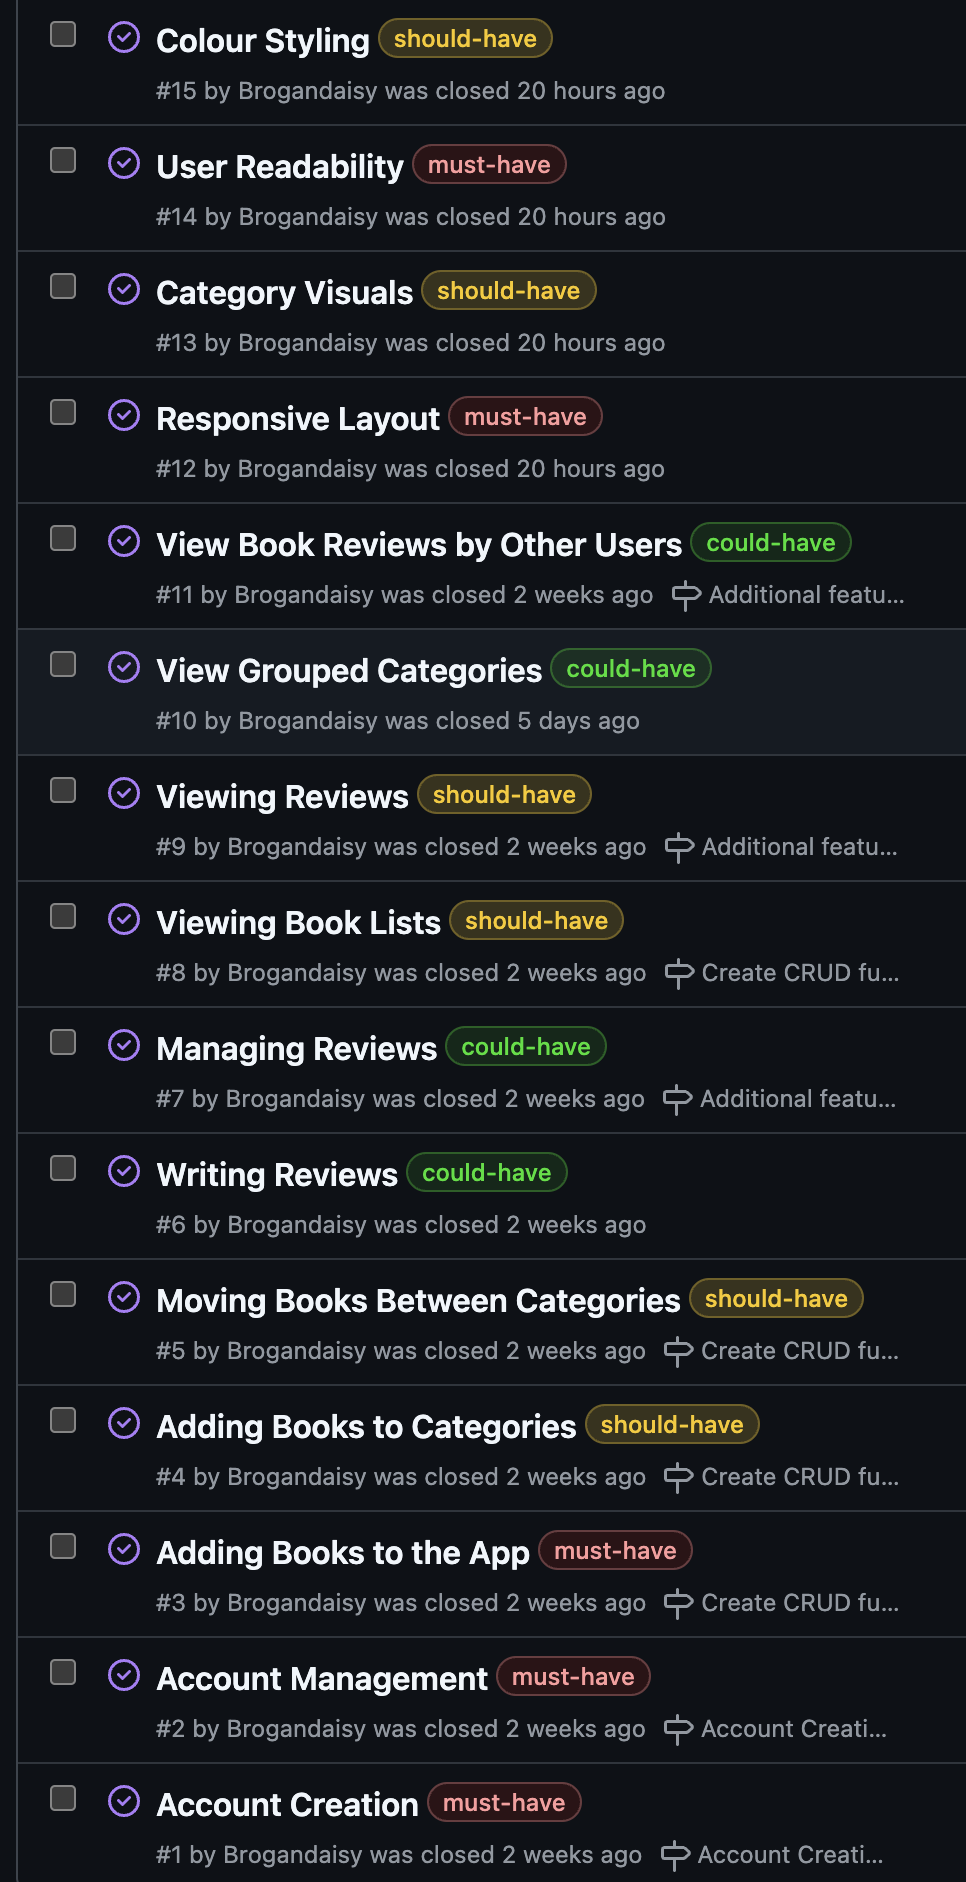 Colour Styling should-have
#15 by Brogandaisy was closed 20 hours ago
User Readability must-have
#14 by Brogandaisy was closed 20 hours ago
Category Visuals should-have
#13 by Brogandaisy was closed 20 hours ago
Responsive Layout must-have
#12 by Brogandaisy was closed 20 hours ago
View Book Reviews by Other Users could-have
#11 by Brogandaisy was closed 2 weeks ago Additional featu...
View Grouped Categories could-have
#10 by Brogandaisy was closed 5 days ago
Viewing Reviews should-have
#9 by Brogandaisy was closed 2 weeks ago Additional featu...
Viewing Book Lists should-have
#8 by Brogandaisy was closed 2 weeks ago Create CRUD fu...
Managing Reviews could-have
#7 by Brogandaisy was closed 2 weeks ago Additional featu...
Writing Reviews could-have
#6 by Brogandaisy was closed 2 weeks ago
Moving Books Between Categories should-have
#5 by Brogandaisy was closed 2 weeks ago Create CRUD fu...
Adding Books to Categories should-have
#4 by Brogandaisy was closed 2 weeks ago Create CRUD fu...
Adding Books to the App must-have
#3 by Brogandaisy was closed 2 weeks ago Create CRUD fu...
Account Management must-have
#2 by Brogandaisy was closed 2 weeks ago Account Creati...
Account Creation must-have
#1 by Brogandaisy was closed 2 weeks ago Account Creati...